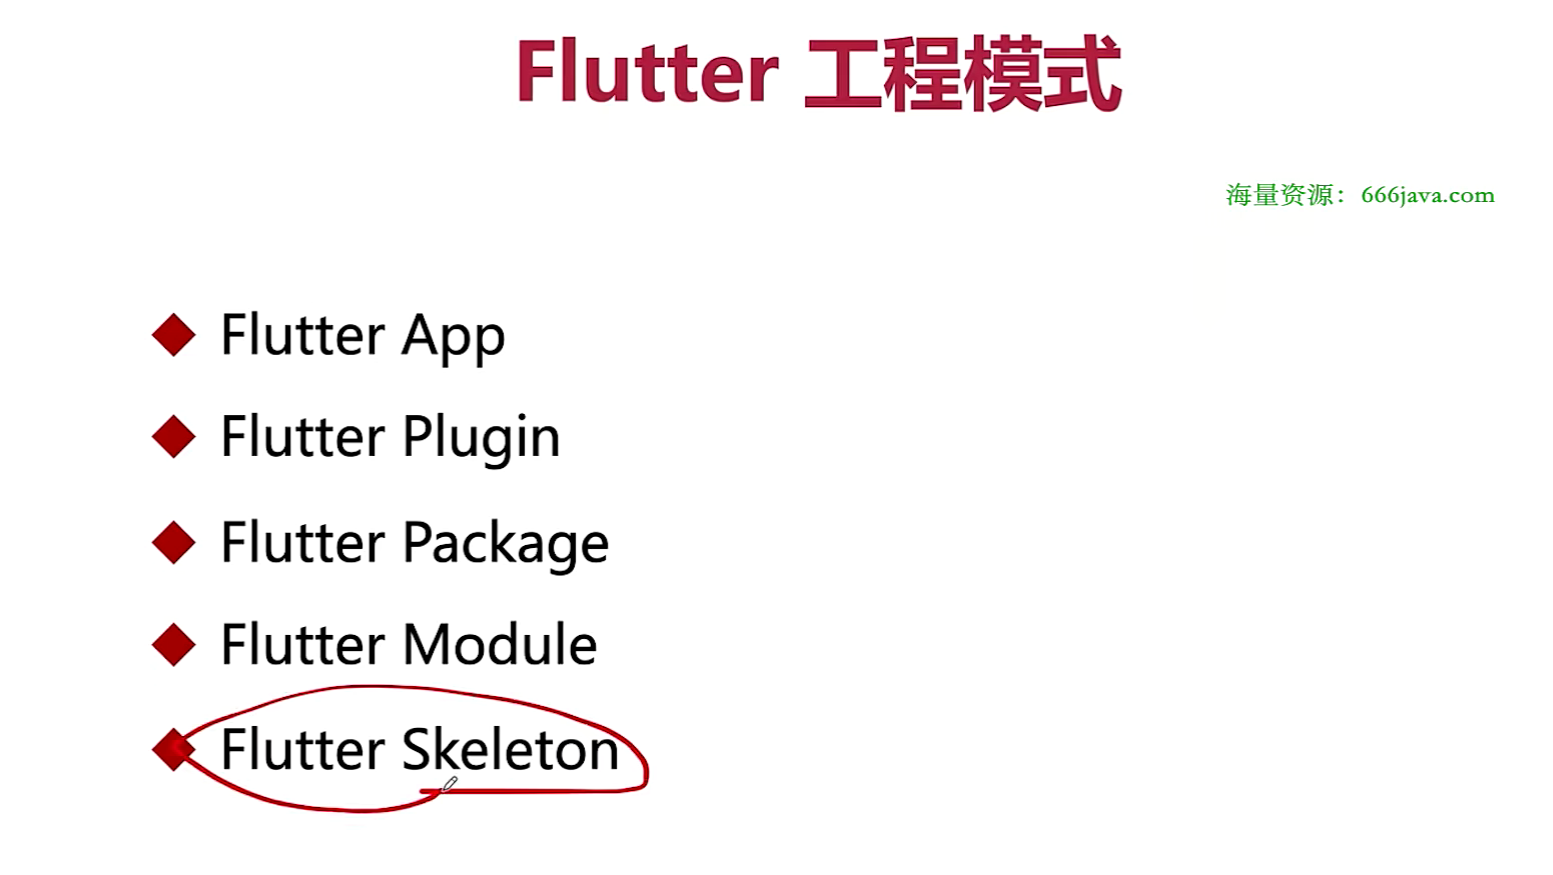 Flutter 工程模式
海量资源：666java.com
Flutter App
Flutter Plugin
Flutter Package
Flutter Module
Flutter Skeleton